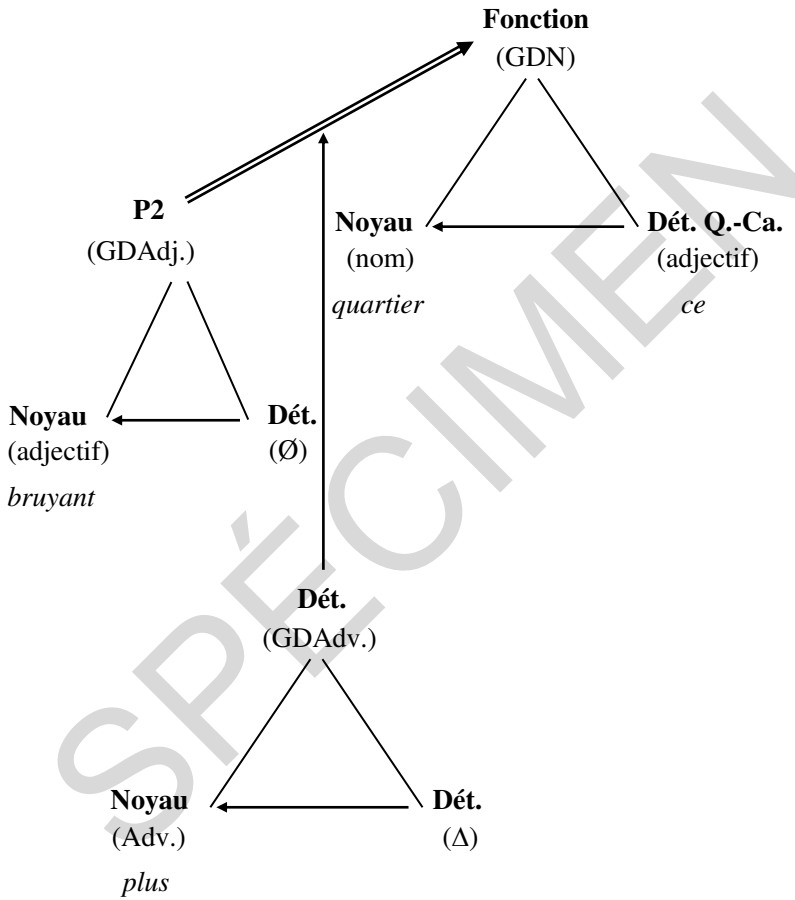 Fonction
(GDN)
P2
(GDAdj.)
Noyau
(nom)
quartier
Dét. Q.-Ca.
(adjectif)
ce
Noyau
(adjectif)
bruyant
Dét.
(Ø)
Dét.
(GDAdv.)
Noyau
(Adv.)
plus
Dét.
(Δ)
SPÉCIMEN